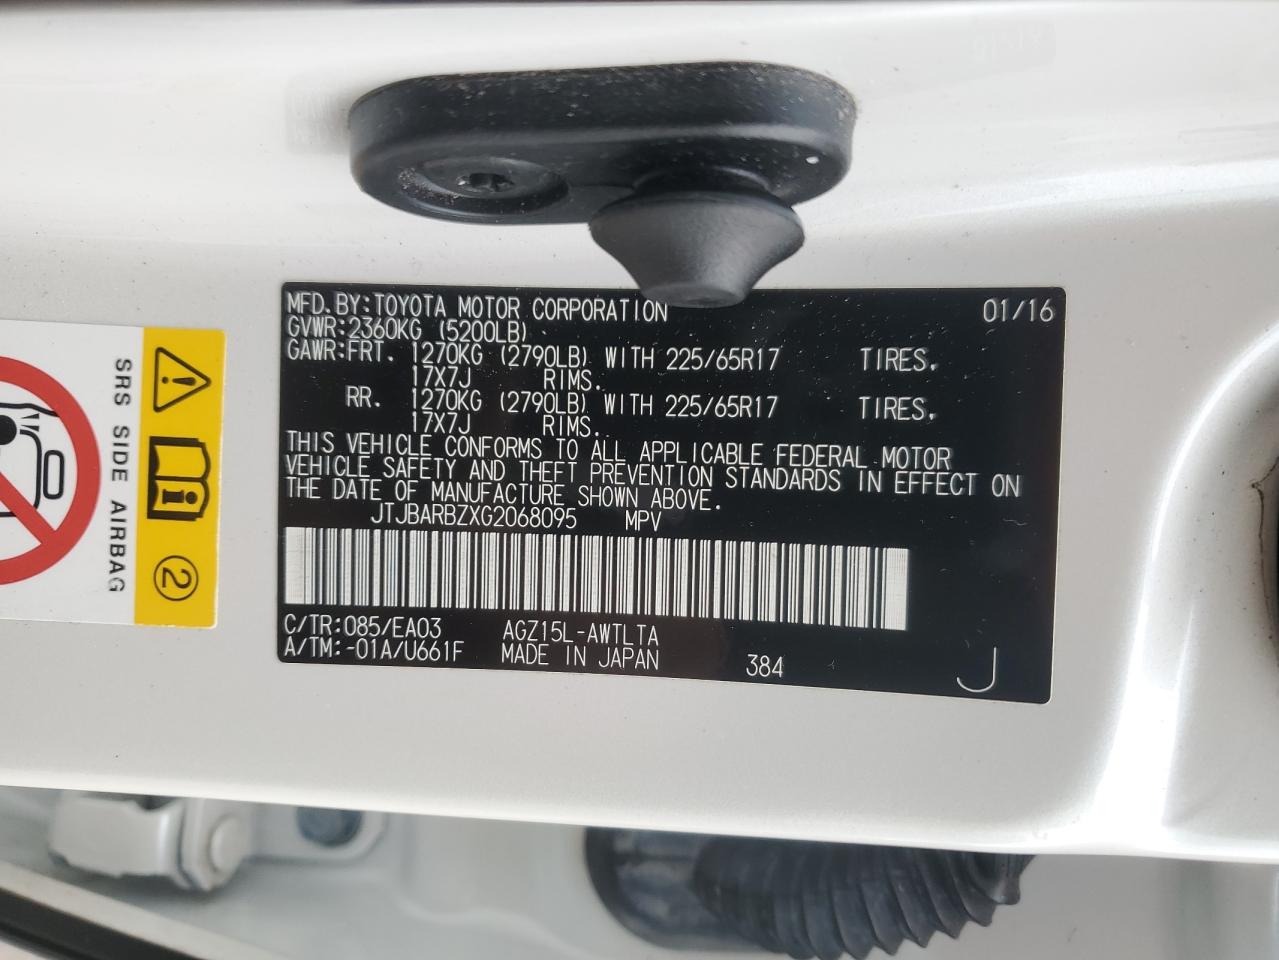 MFD.BY:TOYOTA MOTOR CORPORATION 01/16
GVWR:2360KG (5200LB)
GAWR:FRT. 1270KG (2790LB) WITH 225/65R17 TIRES,
17X7J RIMS.
RR. 1270KG (2790LB) WITH 225/65R17 TIRES,
17X7J RIMS.
THIS VEHICLE CONFORMS TO ALL APPLICABLE FEDERAL MOTOR
VEHICLE SAFETY AND THEFT PREVENTION STANDARDS IN EFFECT ON
THE DATE OF MANUFACTURE SHOWN ABOVE.
JTJBARBZXG2068095 MPV
C/TR:085/EA03 AGZ15L-AWTLTA
A/TM:-01A/U661F MADE IN JAPAN 384 J
SRS SIDE AIRBAG
2